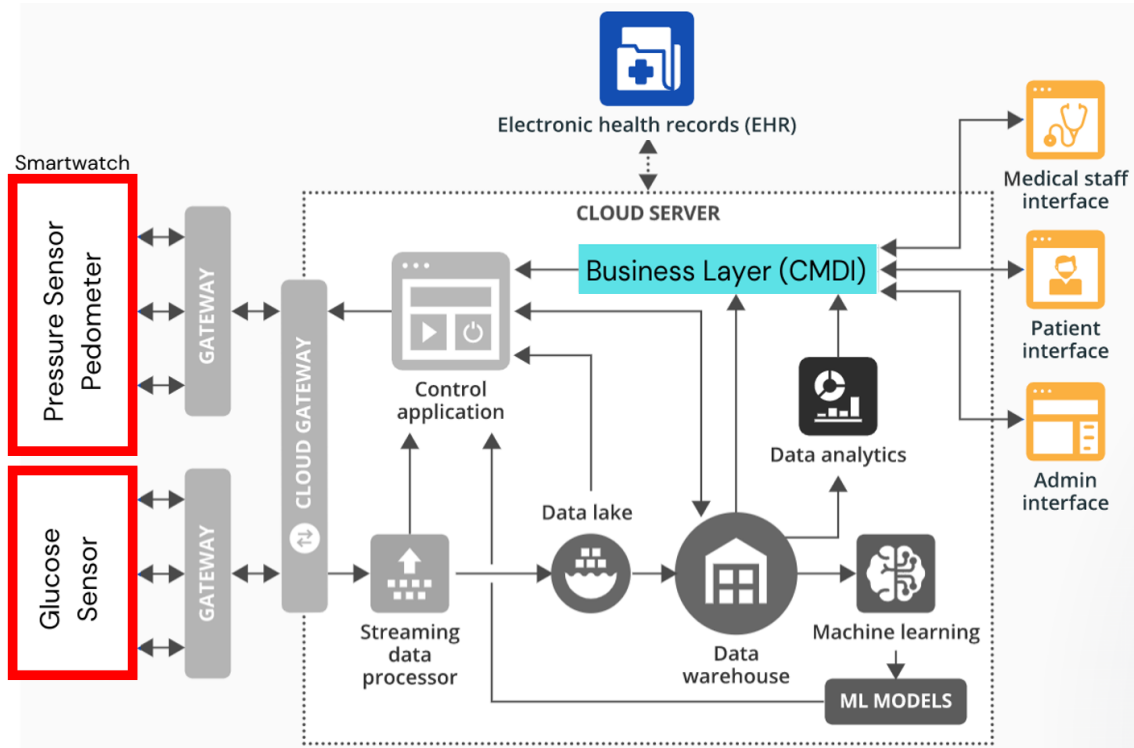 Electronic health records (EHR)
Smartwatch
Pressure Sensor
Pedometer
GATEWAY
Glucose
Sensor
GATEWAY
CLOUD GATEWAY
CLOUD SERVER
Business Layer (CMDI)
Control
application
Data analytics
Data lake
Streaming
data
processor
Data
warehouse
Machine learning
ML MODELS
Medical staff
interface
Patient
interface
Admin
interface